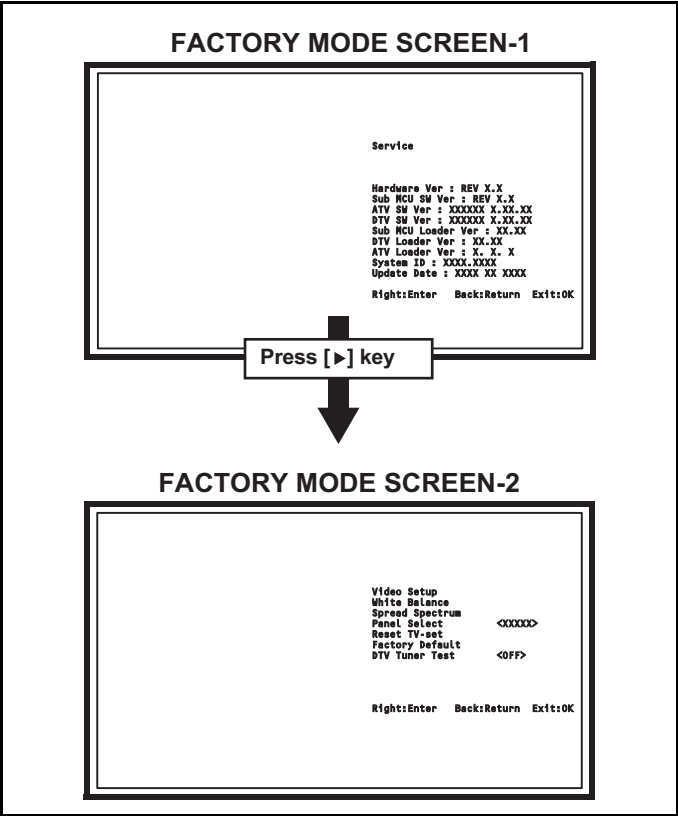 FACTORY MODE SCREEN-1
Service
Hardware Ver : REV X.X
Sub MCU SW Ver : REV X.X
ATV SW Ver : XXXXXX X.XX.XX
DTV SW Ver : XXXXXX X.XX.XX
Sub MCU Loader Ver : XX.XX
DTV Loader Ver : XX.XX
ATV Loader Ver : X. X. X
System ID : XXXX.XXXX
Update Date : XXXX XX XXXX
Right:Enter Back:Return Exit:OK
Press [►] key
FACTORY MODE SCREEN-2
Video Setup
White Balance
Spread Spectrum
Panel Select <XXXXX>
Reset TV-set
Factory Default
DTV Tuner Test <OFF>
Right:Enter Back:Return Exit:OK